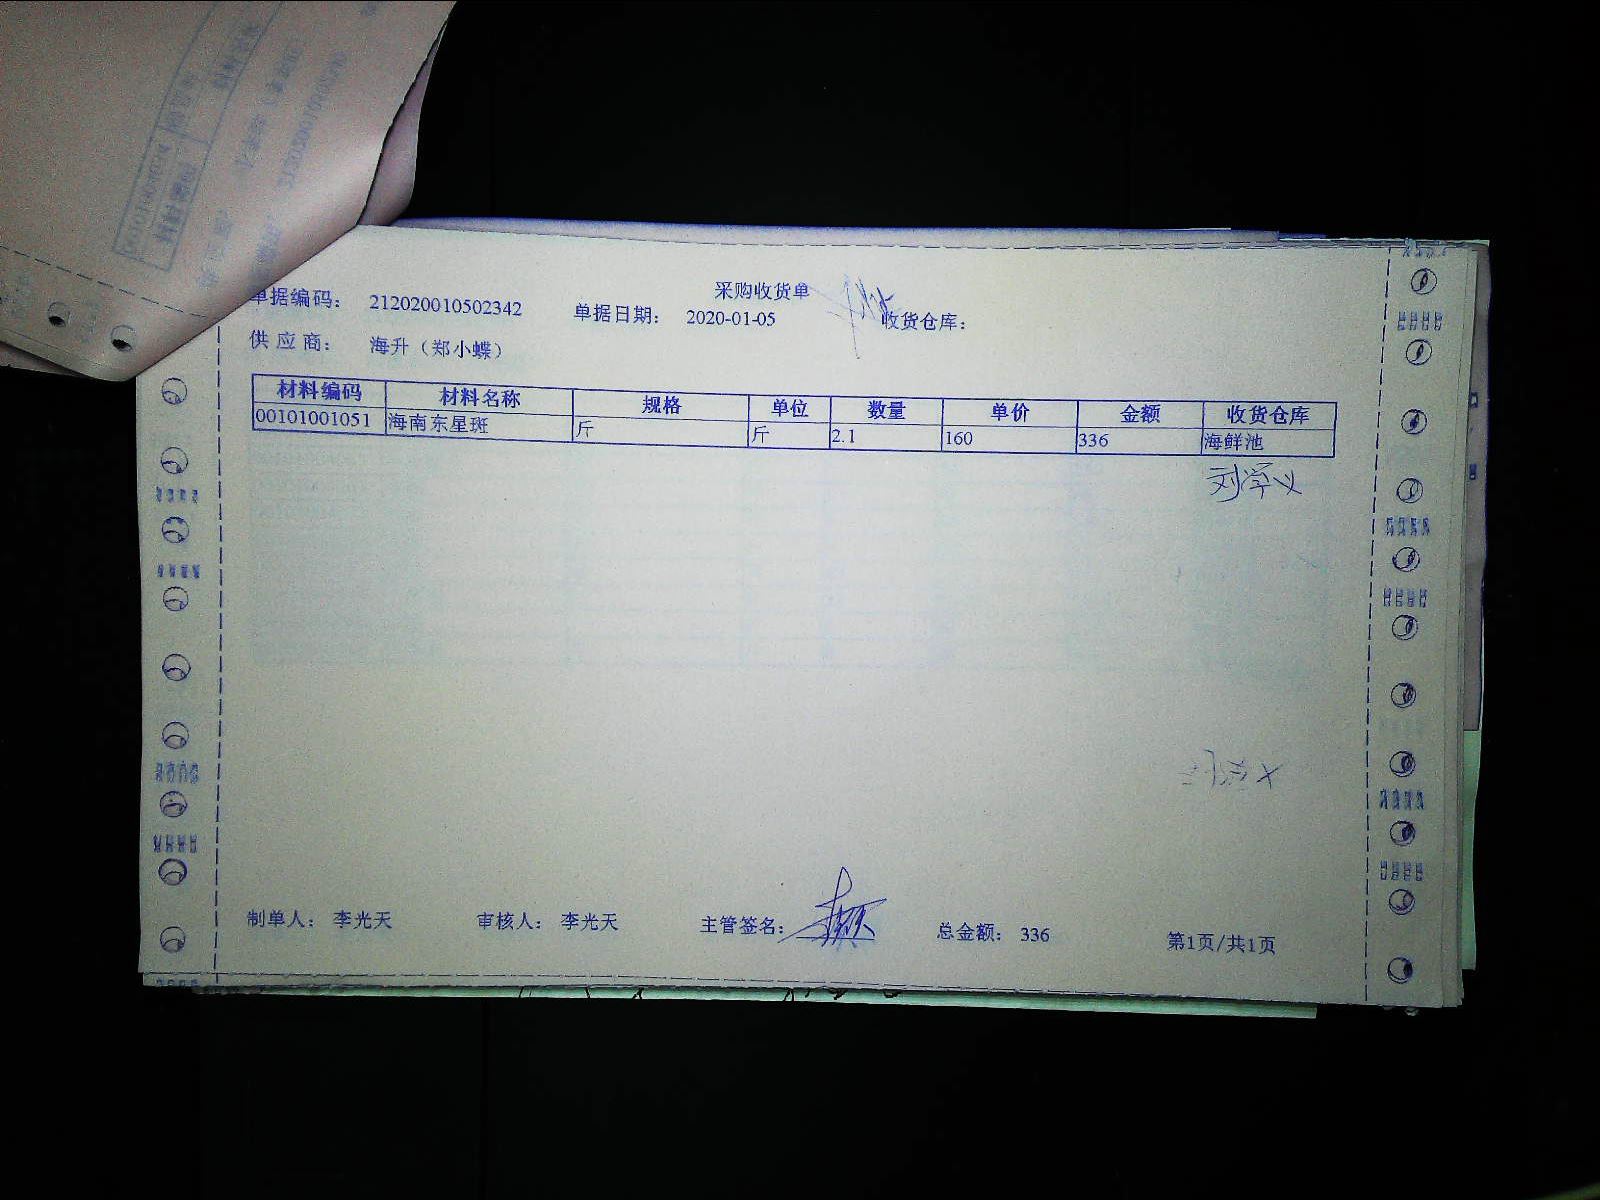 采购收货单
单据编码： 212020010502342 单据日期： 2020-01-05 收货仓库：
供应商： 海升（郑小蝶）
材料编码 材料名称 规格 单位 数量 单价 金额 收货仓库
00101001051 海南东星斑 斤 斤 2.1 160 336 海鲜池
刘学义
制单人： 李光天 审核人： 李光天 主管签名： 总金额： 336 第1页/共1页